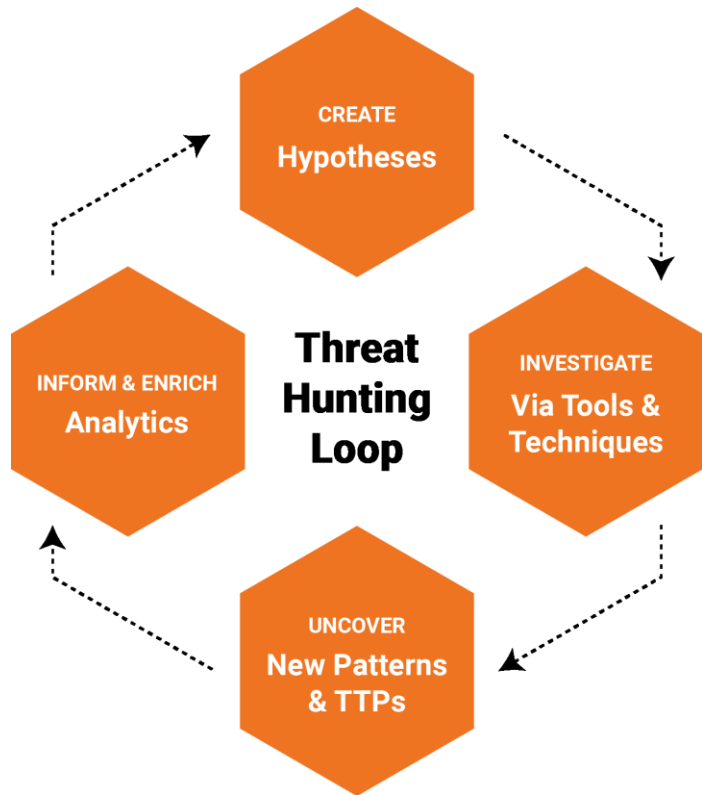 CREATE
Hypotheses
Threat
Hunting
Loop
INFORM & ENRICH
Analytics
INVESTIGATE
Via Tools &
Techniques
UNCOVER
New Patterns
& TTPs